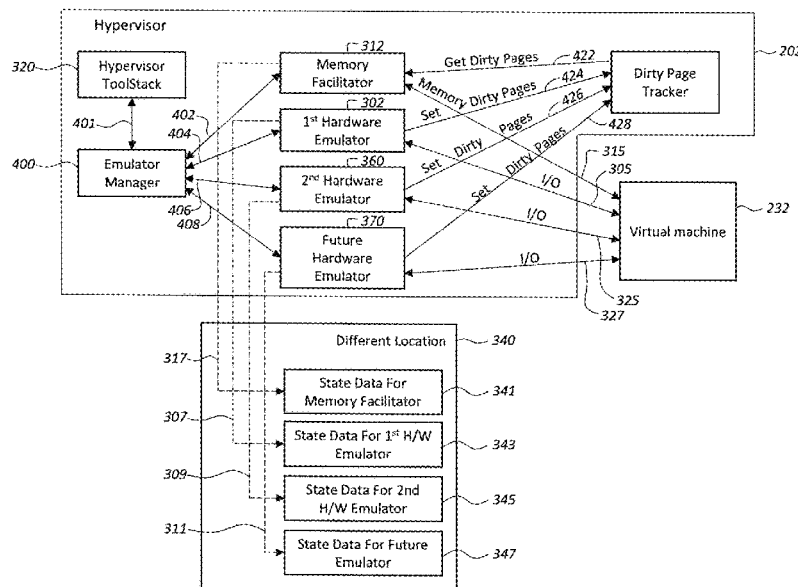 Hypervisor
312
422
203
320
Hypervisor
ToolStack
Memory
Facilitator
Get Dirty Pages
424
Dirty Page
Tracker
402
302
Memory
Set Dirty Pages
426
401
404
1st Hardware
Emulator
428
400
Emulator
Manager
360
Set Dirty Pages
315
2nd Hardware
Emulator
I/O
305
406
408
370
Set Dirty Pages
I/O
Virtual machine
232
Future
Hardware
Emulator
I/O
325
327
317
Different Location
340
State Data For
Memory Facilitator
341
307
State Data For 1st H/W
Emulator
343
309
State Data For 2nd
H/W Emulator
345
311
State Data For Future
Emulator
347